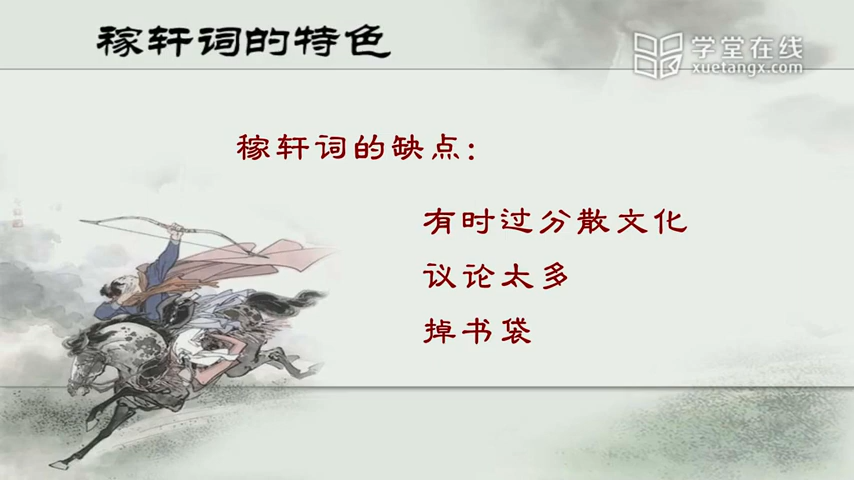 稼轩词的特色
学堂在线
xuetangx.com
稼轩词的缺点:
有时过分散文化
议论太多
掉书袋